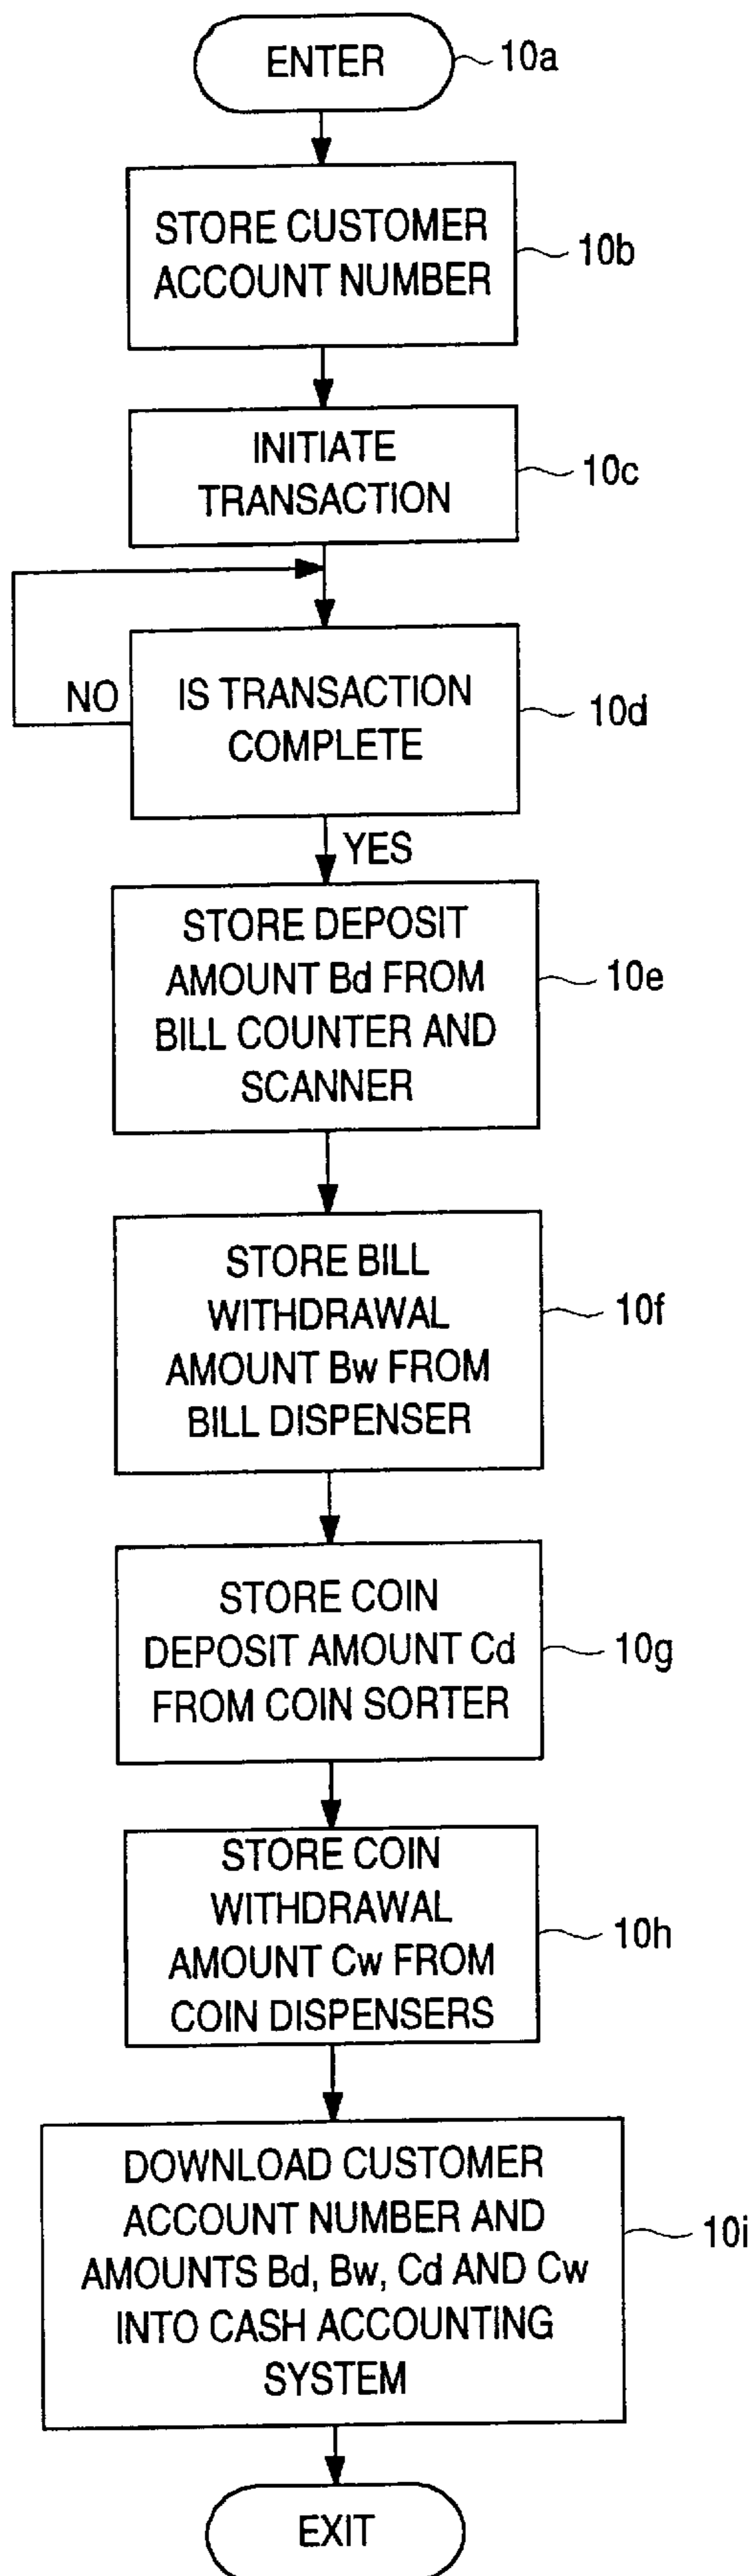 ENTER
10a
STORE CUSTOMER
ACCOUNT NUMBER
10b
INITIATE
TRANSACTION
10c
NO
IS TRANSACTION
COMPLETE
10d
YES
STORE DEPOSIT
AMOUNT Bd FROM
BILL COUNTER AND
SCANNER
10e
STORE BILL
WITHDRAWAL
AMOUNT Bw FROM
BILL DISPENSER
10f
STORE COIN
DEPOSIT AMOUNT Cd
FROM COIN SORTER
10g
STORE COIN
WITHDRAWAL
AMOUNT Cw FROM
COIN DISPENSERS
10h
DOWNLOAD CUSTOMER
ACCOUNT NUMBER AND
AMOUNTS Bd, Bw, Cd AND Cw
INTO CASH ACCOUNTING
SYSTEM
10i
EXIT